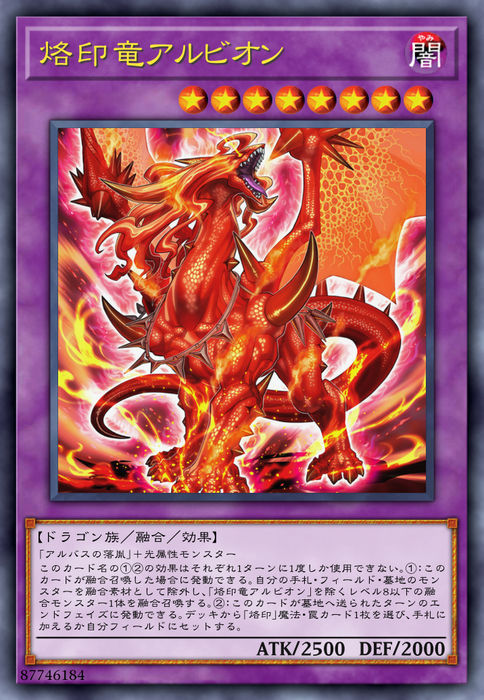 烙印竜アルビオン
やみ
闇
【ドラゴン族／融合／効果】
「アルバスの落胤」＋光属性モンスター
このカード名の①②の効果はそれぞれ1ターンに1度しか使用できない。①：この
カードが融合召喚した場合に発動できる。自分の手札・フィールド・墓地のモン
スターを融合素材として除外し、「烙印竜アルビオン」を除くレベル8以下の融
合モンスター1体を融合召喚する。②：このカードが墓地へ送られたターンのエ
ンドフェイズに発動できる。デッキから「烙印」魔法・罠カード1枚を選び、手札に
加えるか自分フィールドにセットする。
ATK/2500 DEF/2000
87746184